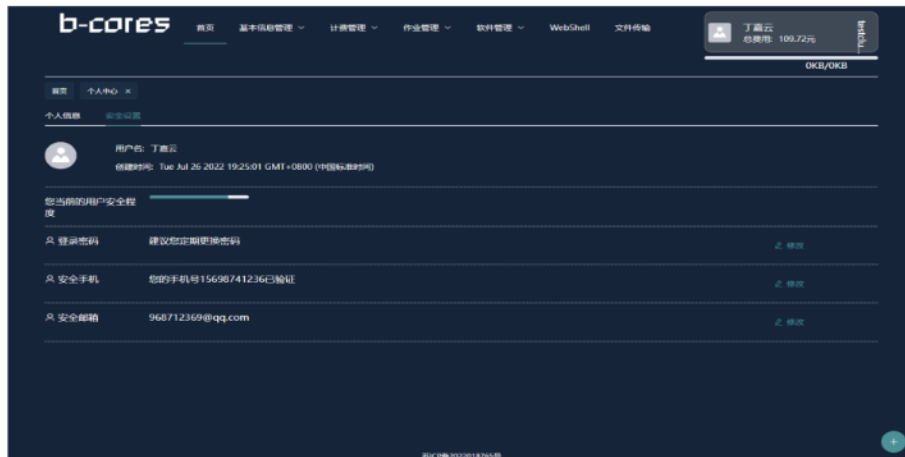 b-cores
首页 基本信息管理 计费管理 作业管理 软件管理 WebShell 文件传输
丁嘉云
总费用: 109.72元
testclu...
0KB/0KB
首页 个人中心 ×
个人信息 安全设置
用户名: 丁嘉云
创建时间: Tue Jul 26 2022 19:25:01 GMT+0800 (中国标准时间)
您当前的用户安全程
度
登录密码 建议您定期更换密码 修改
安全手机 您的手机号15698741236已验证 修改
安全邮箱 968712369@qq.com 修改